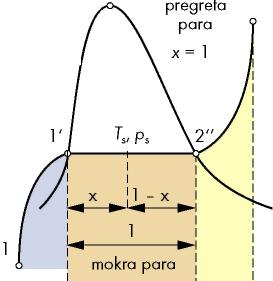 pregreta
para
x = 1
1′ Tₛ, pₛ 2″
x 1 – x
1
1
mokra para